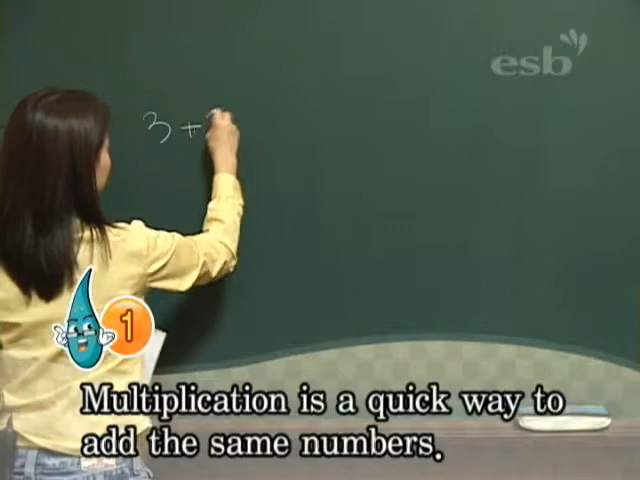 esb
3 +
1
Multiplication is a quick way to
add the same numbers.